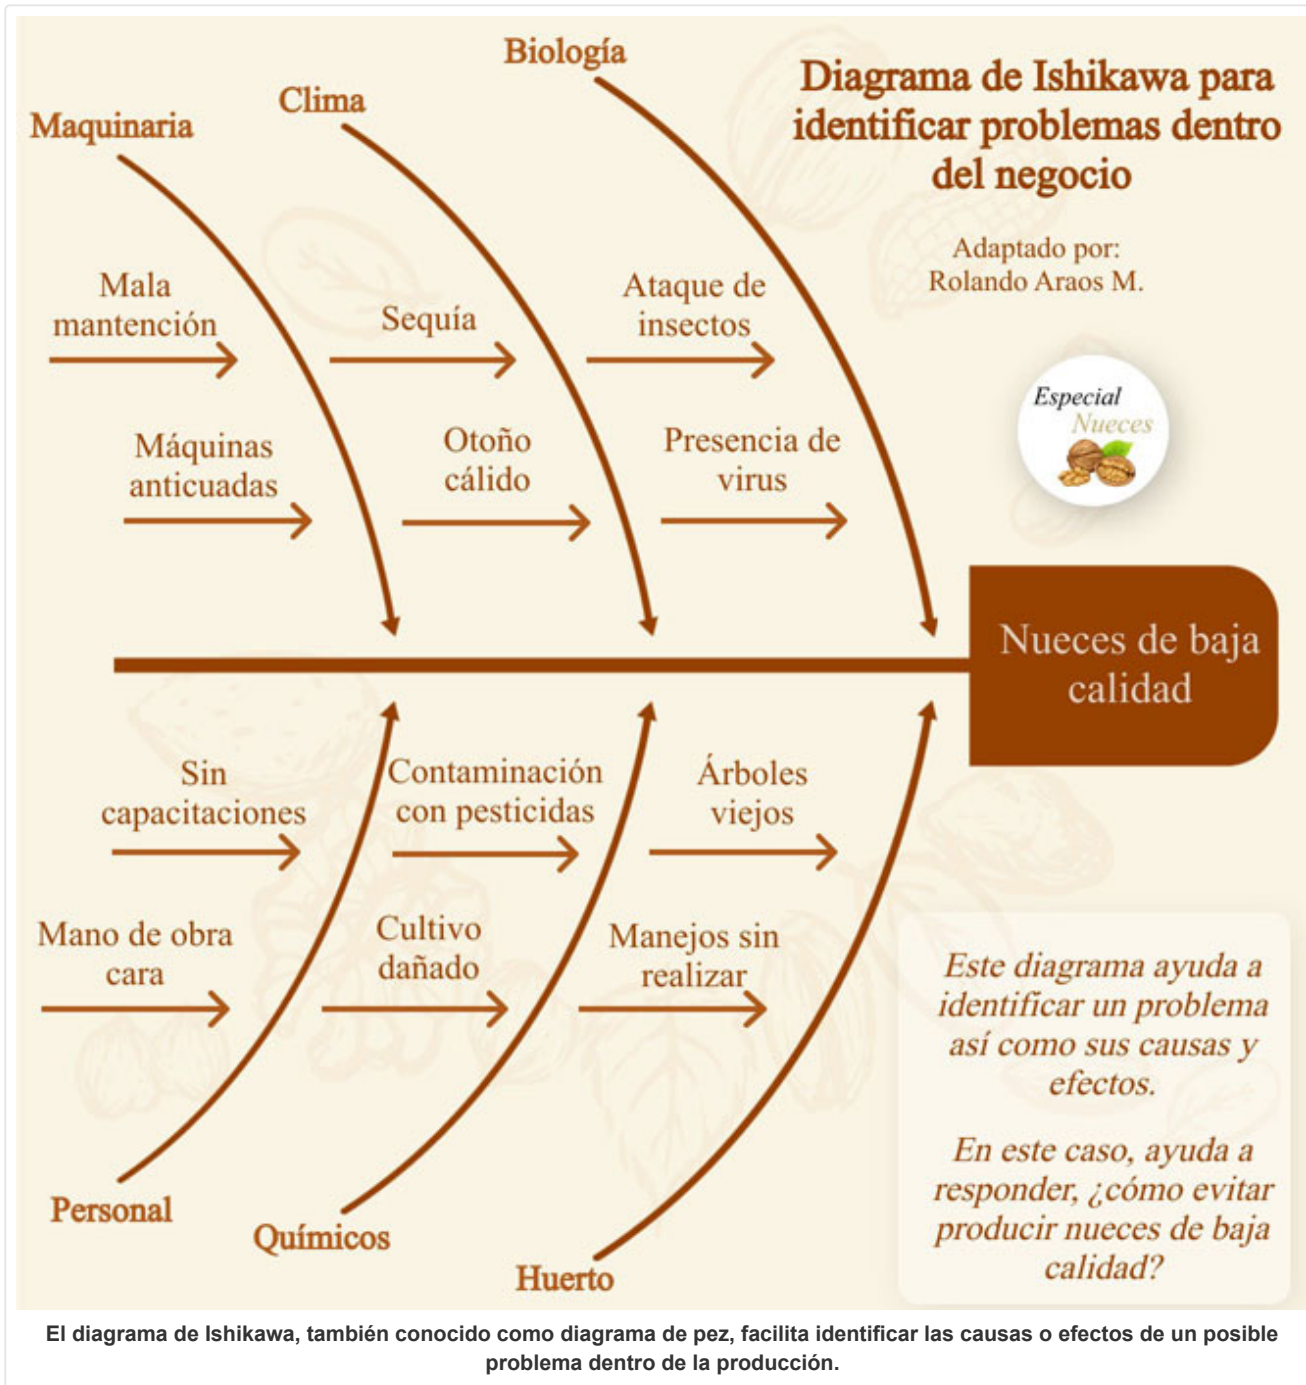 Diagrama de Ishikawa para
identificar problemas dentro
del negocio
Adaptado por:
Rolando Araos M.
Especial
Nueces
Biología
Clima
Maquinaria
Mala
mantención
Sequía
Ataque de
insectos
Máquinas
anticuadas
Otoño
cálido
Presencia de
virus
Nueces de baja
calidad
Sin
capacitaciones
Contaminación
con pesticidas
Árboles
viejos
Mano de obra
cara
Cultivo
dañado
Manejos sin
realizar
Personal
Químicos
Huerto
Este diagrama ayuda a
identificar un problema
así como sus causas y
efectos.
En este caso, ayuda a
responder, ¿cómo evitar
producir nueces de baja
calidad?
El diagrama de Ishikawa, también conocido como diagrama de pez, facilita identificar las causas o efectos de un posible
problema dentro de la producción.